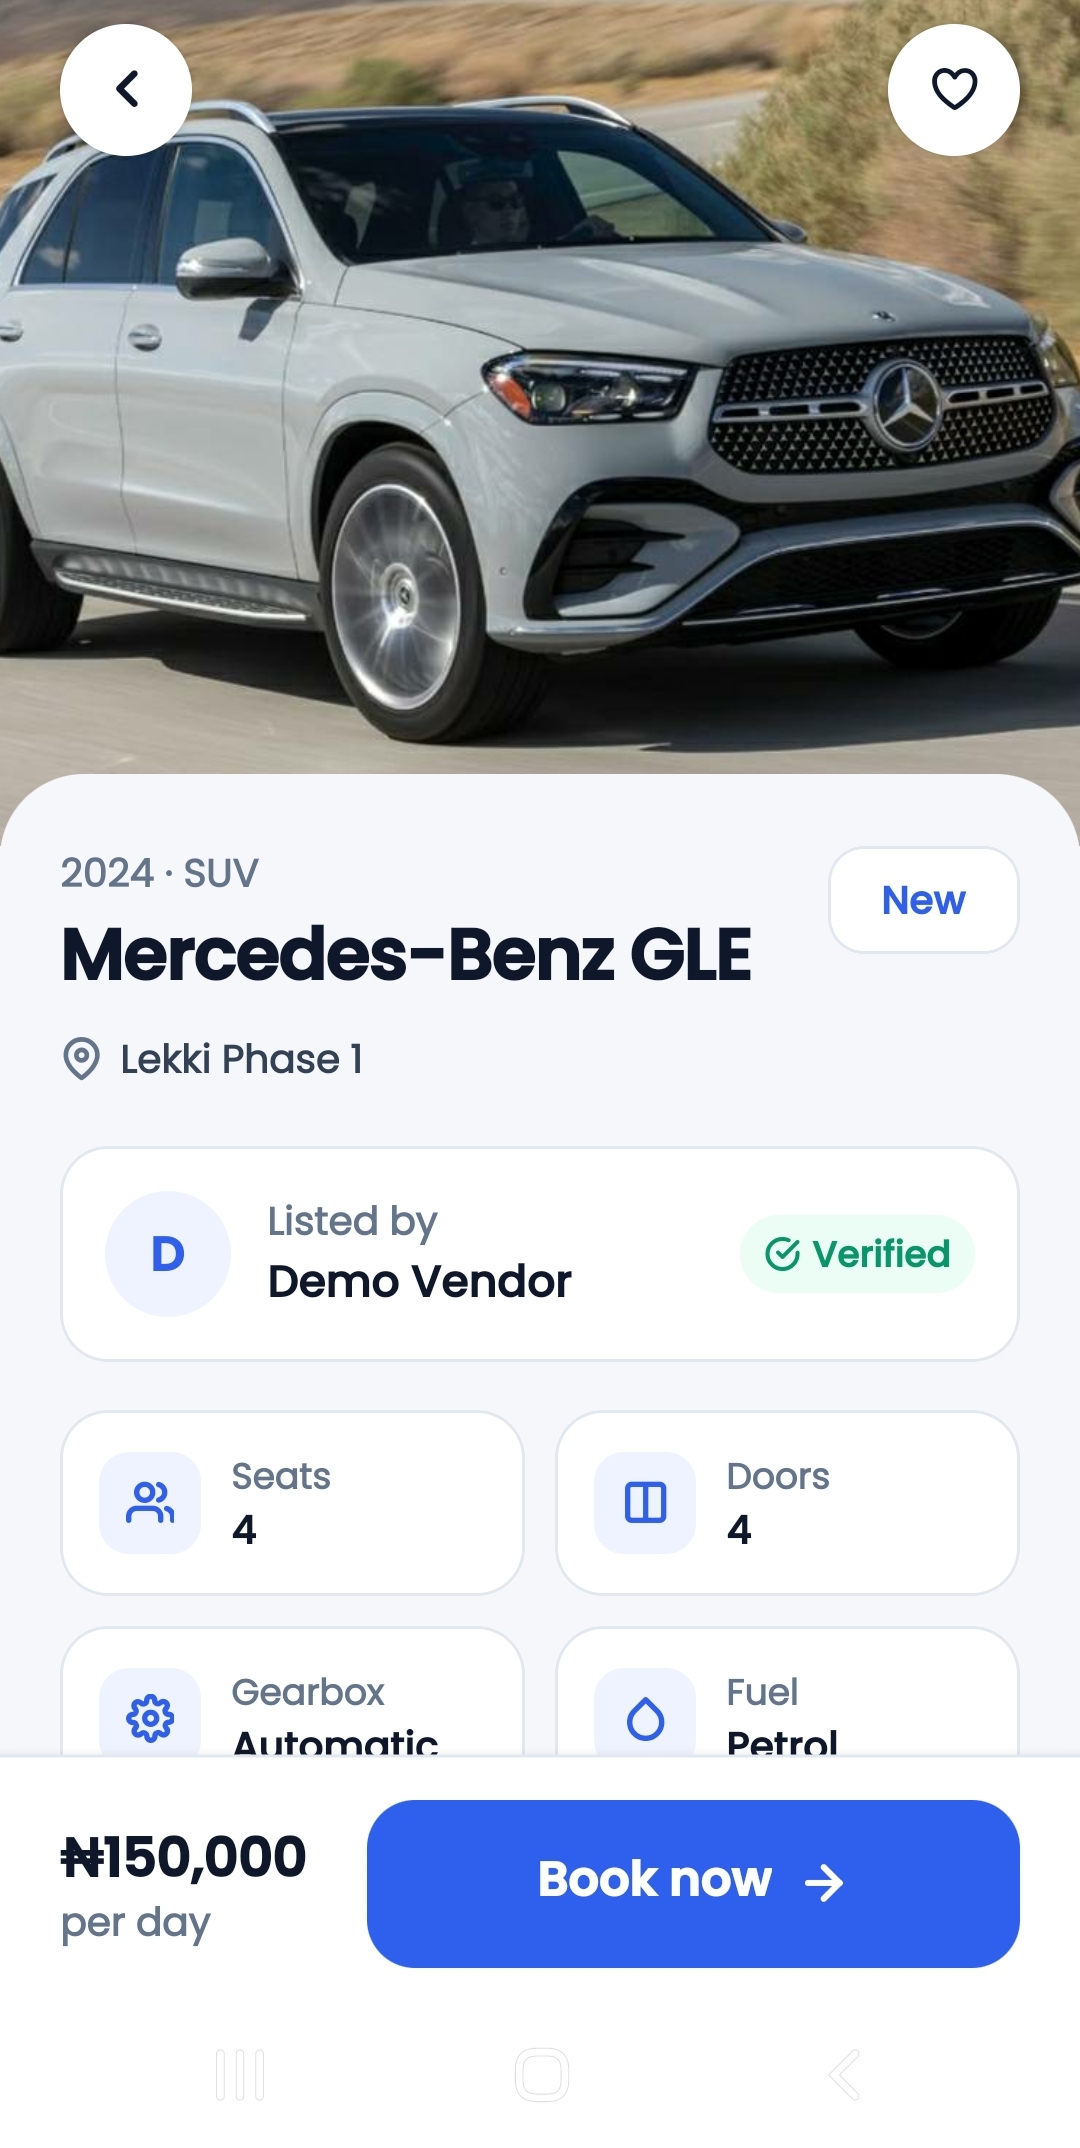 2024 · SUV
New
Mercedes-Benz GLE
Lekki Phase 1
D
Listed by
Demo Vendor
Verified
Seats
4
Doors
4
Gearbox
Automatic
Fuel
Petrol
₦150,000
per day
Book now